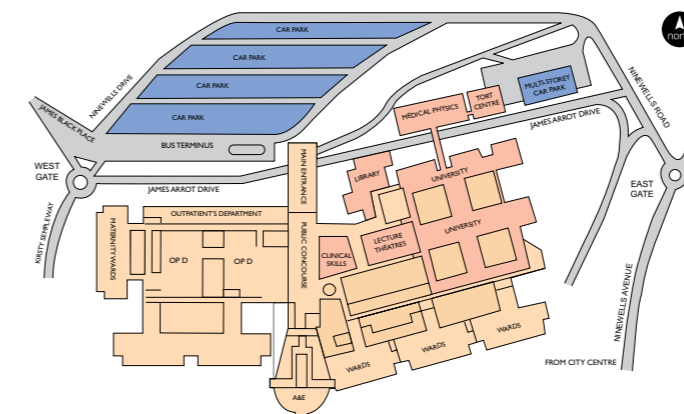 CAR PARK
north
CAR PARK
CAR PARK
CAR PARK
MULTI-STOREY
CAR PARK
TORT
CENTRE
MEDICAL PHYSICS
NINEWELLS DRIVE
NINEWELLS ROAD
JAMES BLACK PLACE
JAMES ARROT DRIVE
BUS TERMINUS
WEST
GATE
EAST
GATE
JAMES ARROT DRIVE
MAIN ENTRANCE
LIBRARY
UNIVERSITY
KIRSTY SEMPLE WAY
OUTPATIENT'S DEPARTMENT
MATERNITY WARDS
PUBLIC CONCOURSE
UNIVERSITY
LECTURE
THEATRES
CLINICAL
SKILLS
OP D
OP D
NINEWELLS AVENUE
WARDS
WARDS
WARDS
FROM CITY CENTRE
A&E